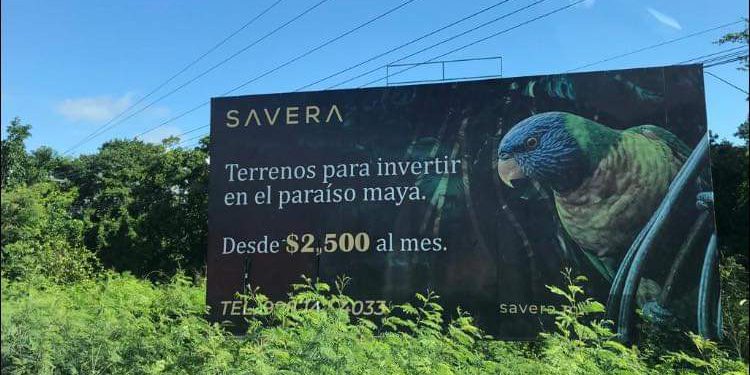 SAVERA
Terrenos para invertir
en el paraíso maya.
Desde $2,500 al mes.
TEL.
savera.